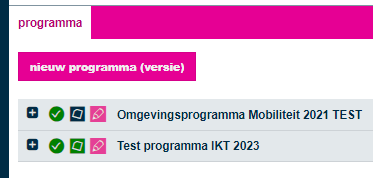 programma
nieuw programma (versie)
Omgevingsprogramma Mobiliteit 2021 TEST
Test programma IKT 2023